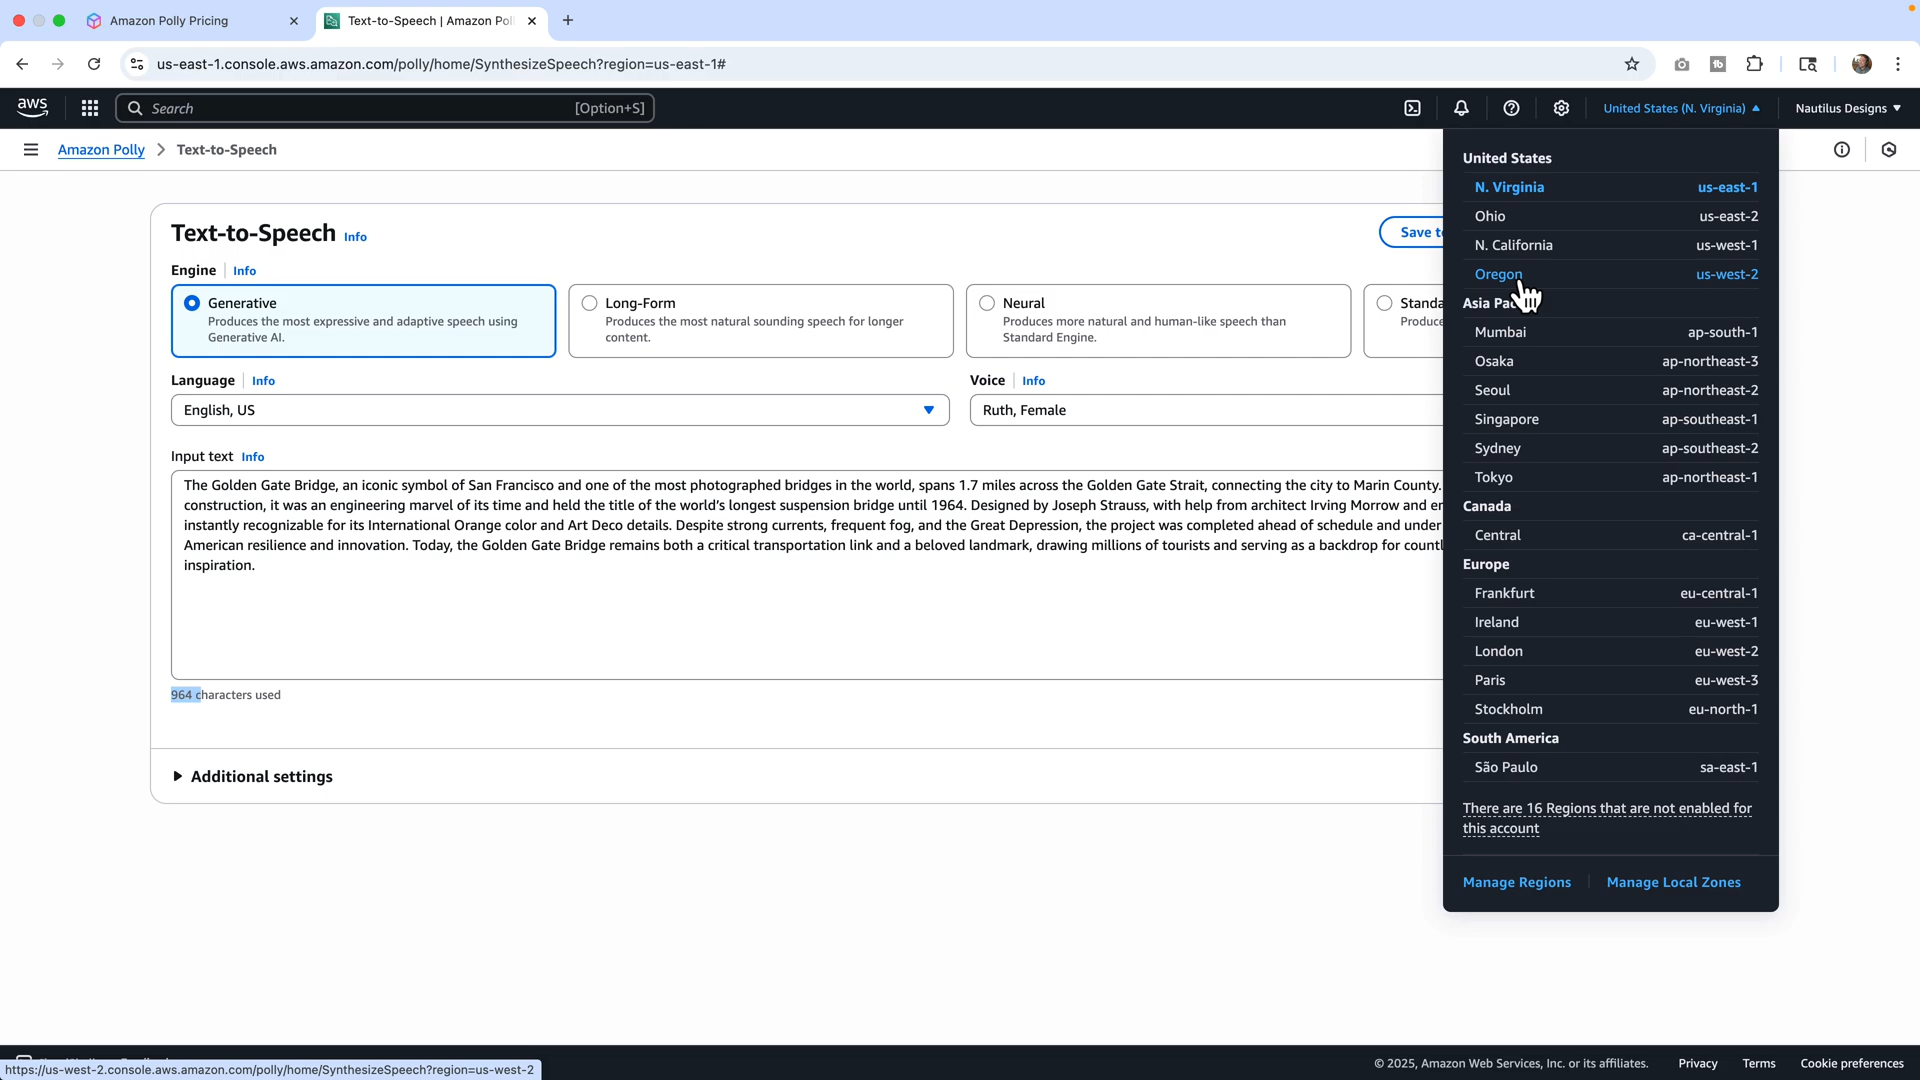 Amazon Polly Pricing
Text-to-Speech | Amazon Pol
us-east-1.console.aws.amazon.com/polly/home/SynthesizeSpeech?region=us-east-1#
aws
Search
[Option+S]
United States (N. Virginia)
Nautilus Designs
Amazon Polly
Text-to-Speech
Text-to-Speech Info
Save t
Engine
Info
Generative
Produces the most expressive and adaptive speech using
Generative AI.
Long-Form
Produces the most natural sounding speech for longer
content.
Neural
Produces more natural and human-like speech than
Standard Engine.
Standa
Produce
Language
Info
English, US
Voice
Info
Ruth, Female
Input text Info
The Golden Gate Bridge, an iconic symbol of San Francisco and one of the most photographed bridges in the world, spans 1.7 miles across the Golden Gate Strait, connecting the city to Marin County.
construction, it was an engineering marvel of its time and held the title of the world's longest suspension bridge until 1964. Designed by Joseph Strauss, with help from architect Irving Morrow and en
instantly recognizable for its International Orange color and Art Deco details. Despite strong currents, frequent fog, and the Great Depression, the project was completed ahead of schedule and under
American resilience and innovation. Today, the Golden Gate Bridge remains both a critical transportation link and a beloved landmark, drawing millions of tourists and serving as a backdrop for countl
inspiration.
964 characters used
Additional settings
United States
N. Virginia us-east-1
Ohio us-east-2
N. California us-west-1
Oregon us-west-2
Asia Pac
Mumbai ap-south-1
Osaka ap-northeast-3
Seoul ap-northeast-2
Singapore ap-southeast-1
Sydney ap-southeast-2
Tokyo ap-northeast-1
Canada
Central ca-central-1
Europe
Frankfurt eu-central-1
Ireland eu-west-1
London eu-west-2
Paris eu-west-3
Stockholm eu-north-1
South America
São Paulo sa-east-1
There are 16 Regions that are not enabled for
this account
Manage Regions
Manage Local Zones
https://us-west-2.console.aws.amazon.com/polly/home/SynthesizeSpeech?region=us-west-2
© 2025, Amazon Web Services, Inc. or its affiliates.
Privacy
Terms
Cookie preferences